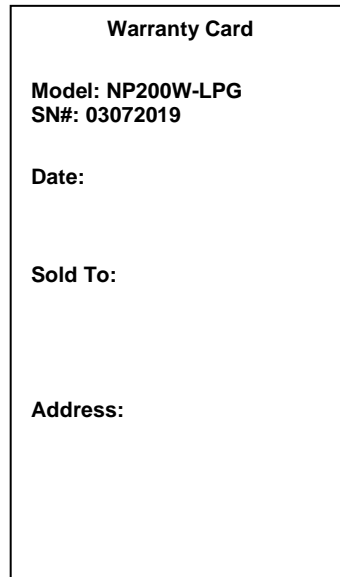 Warranty Card
Model: NP200W-LPG
SN#: 03072019
Date:
Sold To:
Address: